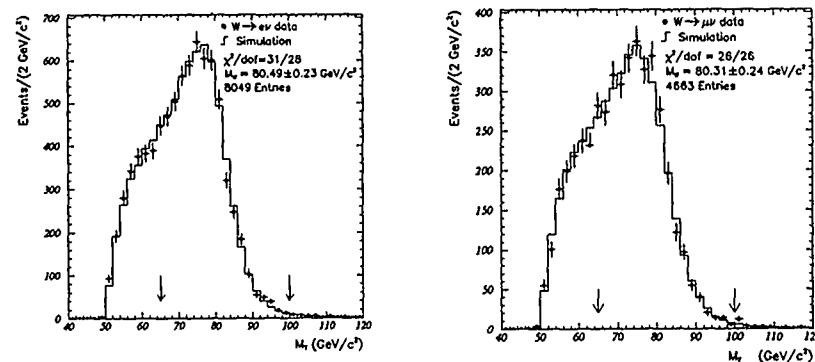 Events/(2 GeV/c²)
700
600
500
400
300
200
100
0
40 50 60 70 80 90 100 110 120
M_T (GeV/c²)
W→eν data
Simulation
χ²/dof=31/28
M_W = 80.49±0.23 GeV/c²
8049 Entries
Events/(2 GeV/c²)
400
350
300
250
200
150
100
50
0
40 50 60 70 80 90 100 110 120
M_T (GeV/c²)
W→μν data
Simulation
χ²/dof = 26/26
M_W = 80.31±0.24 GeV/c²
4663 Entries